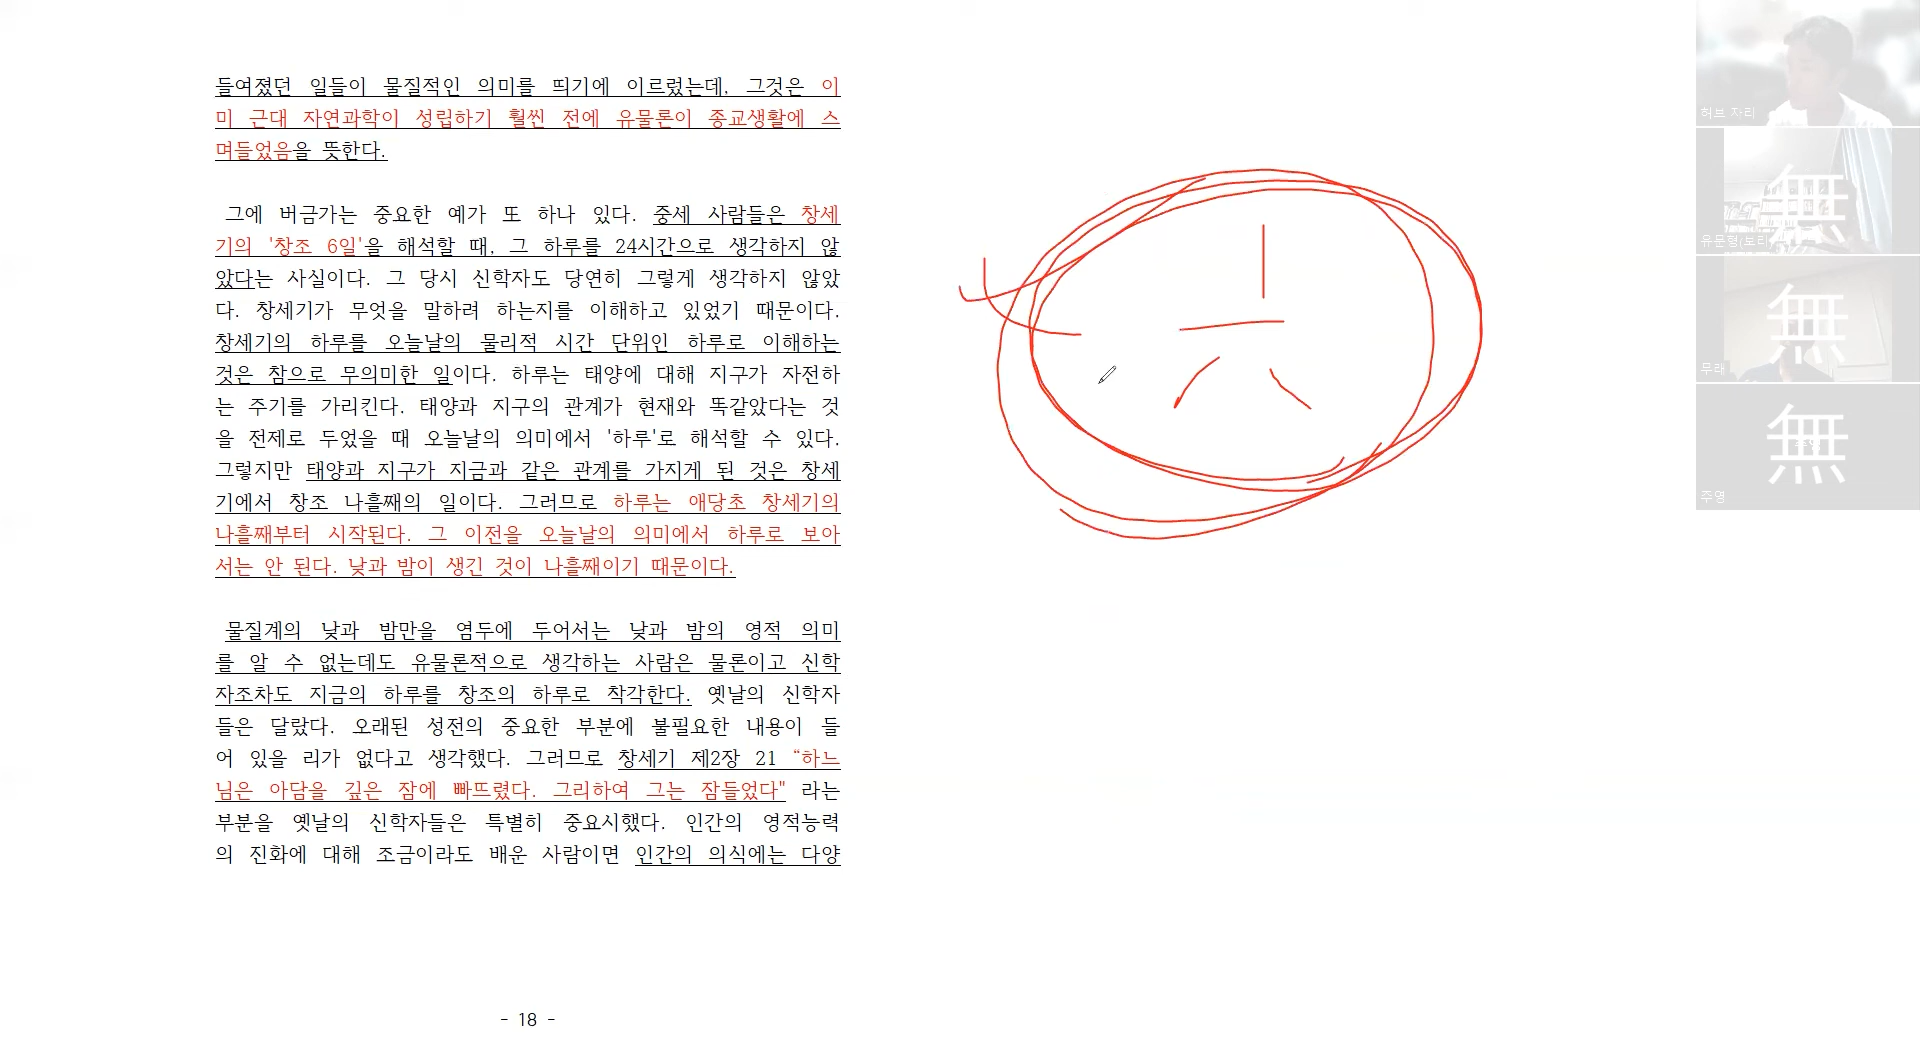 들여졌던 일들이 물질적인 의미를 띄기에 이르렀는데, 그것은 이
미 근대 자연과학이 성립하기 훨씬 전에 유물론이 종교생활에 스
며들었음을 뜻한다.
그에 버금가는 중요한 예가 또 하나 있다. 중세 사람들은 창세
기의 '창조 6일'을 해석할 때, 그 하루를 24시간으로 생각하지 않
았다는 사실이다. 그 당시 신학자도 당연히 그렇게 생각하지 않았
다. 창세기가 무엇을 말하려 하는지를 이해하고 있었기 때문이다.
창세기의 하루를 오늘날의 물리적 시간 단위인 하루로 이해하는
것은 참으로 무의미한 일이다. 하루는 태양에 대해 지구가 자전하
는 주기를 가리킨다. 태양과 지구의 관계가 현재와 똑같았다는 것
을 전제로 두었을 때 오늘날의 의미에서 '하루'로 해석할 수 있다.
그렇지만 태양과 지구가 지금과 같은 관계를 가지게 된 것은 창세
기에서 창조 나흘째의 일이다. 그러므로 하루는 애당초 창세기의
나흘째부터 시작된다. 그 이전을 오늘날의 의미에서 하루로 보아
서는 안 된다. 낮과 밤이 생긴 것이 나흘째이기 때문이다.
물질계의 낮과 밤만을 염두에 두어서는 낮과 밤의 영적 의미
를 알 수 없는데도 유물론적으로 생각하는 사람은 물론이고 신학
자조차도 지금의 하루를 창조의 하루로 착각한다. 옛날의 신학자
들은 달랐다. 오래된 성전의 중요한 부분에 불필요한 내용이 들
어 있을 리가 없다고 생각했다. 그러므로 창세기 제2장 21 “하느
님은 아담을 깊은 잠에 빠뜨렸다. 그리하여 그는 잠들었다" 라는
부분을 옛날의 신학자들은 특별히 중요시했다. 인간의 영적능력
의 진화에 대해 조금이라도 배운 사람이면 인간의 의식에는 다양
- 18 -
허브 자리
無
유문형(보리
無
무래
無
주영